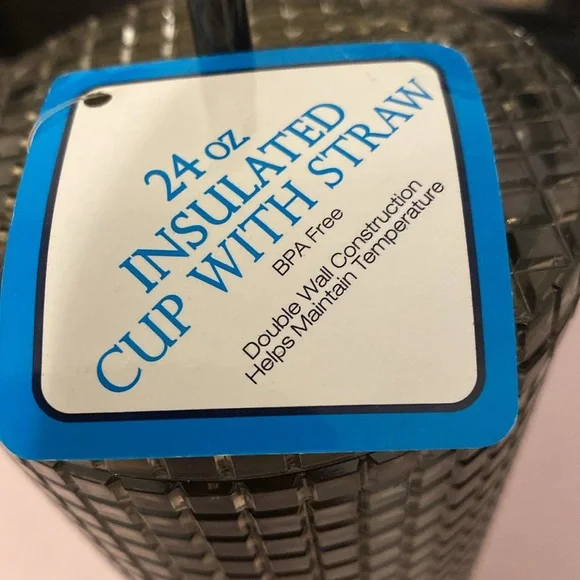 24 oz
INSULATED
CUP WITH STRAW
BPA Free
Double Wall Construction
Helps Maintain Temperature